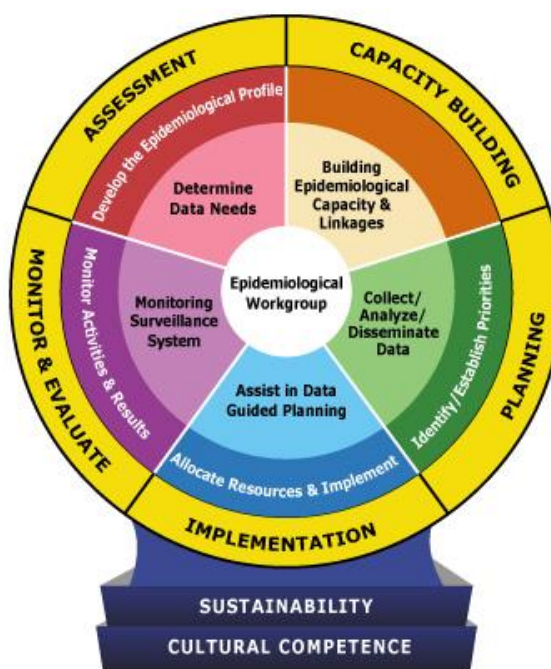 ASSESSMENT
CAPACITY BUILDING
Develop the Epidemiological Profile
Determine
Data Needs
Building
Epidemiological
Capacity &
Linkages
MONITOR & EVALUATE
Monitor Activities & Results
Monitoring
Surveillance
System
Epidemiological
Workgroup
Collect/
Analyze/
Disseminate
Data
Identify/Establish Priorities
PLANNING
Assist in Data
Guided Planning
Allocate Resources & Implement
IMPLEMENTATION
SUSTAINABILITY
CULTURAL COMPETENCE